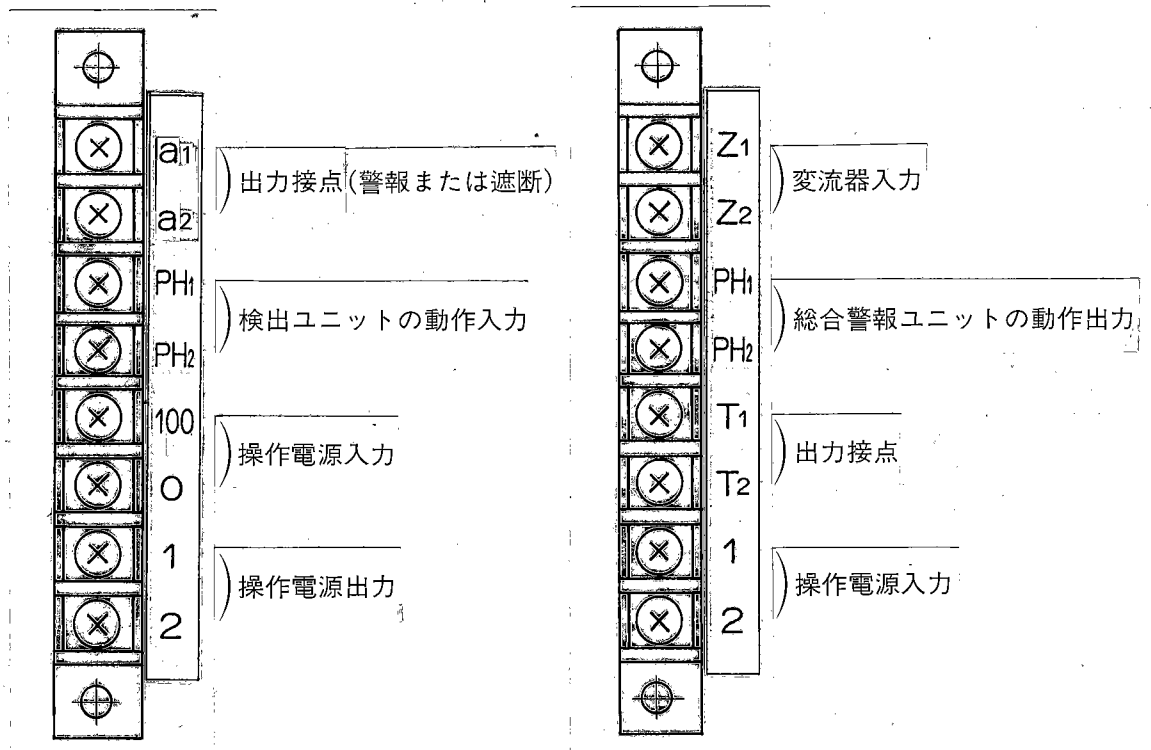 a1
a2
出力接点(警報または遮断)
PH1
PH2
検出ユニットの動作入力
100
0
操作電源入力
1
2
操作電源出力
Z1
Z2
変流器入力
PH1
PH2
総合警報ユニットの動作出力
T1
T2
出力接点
1
2
操作電源入力